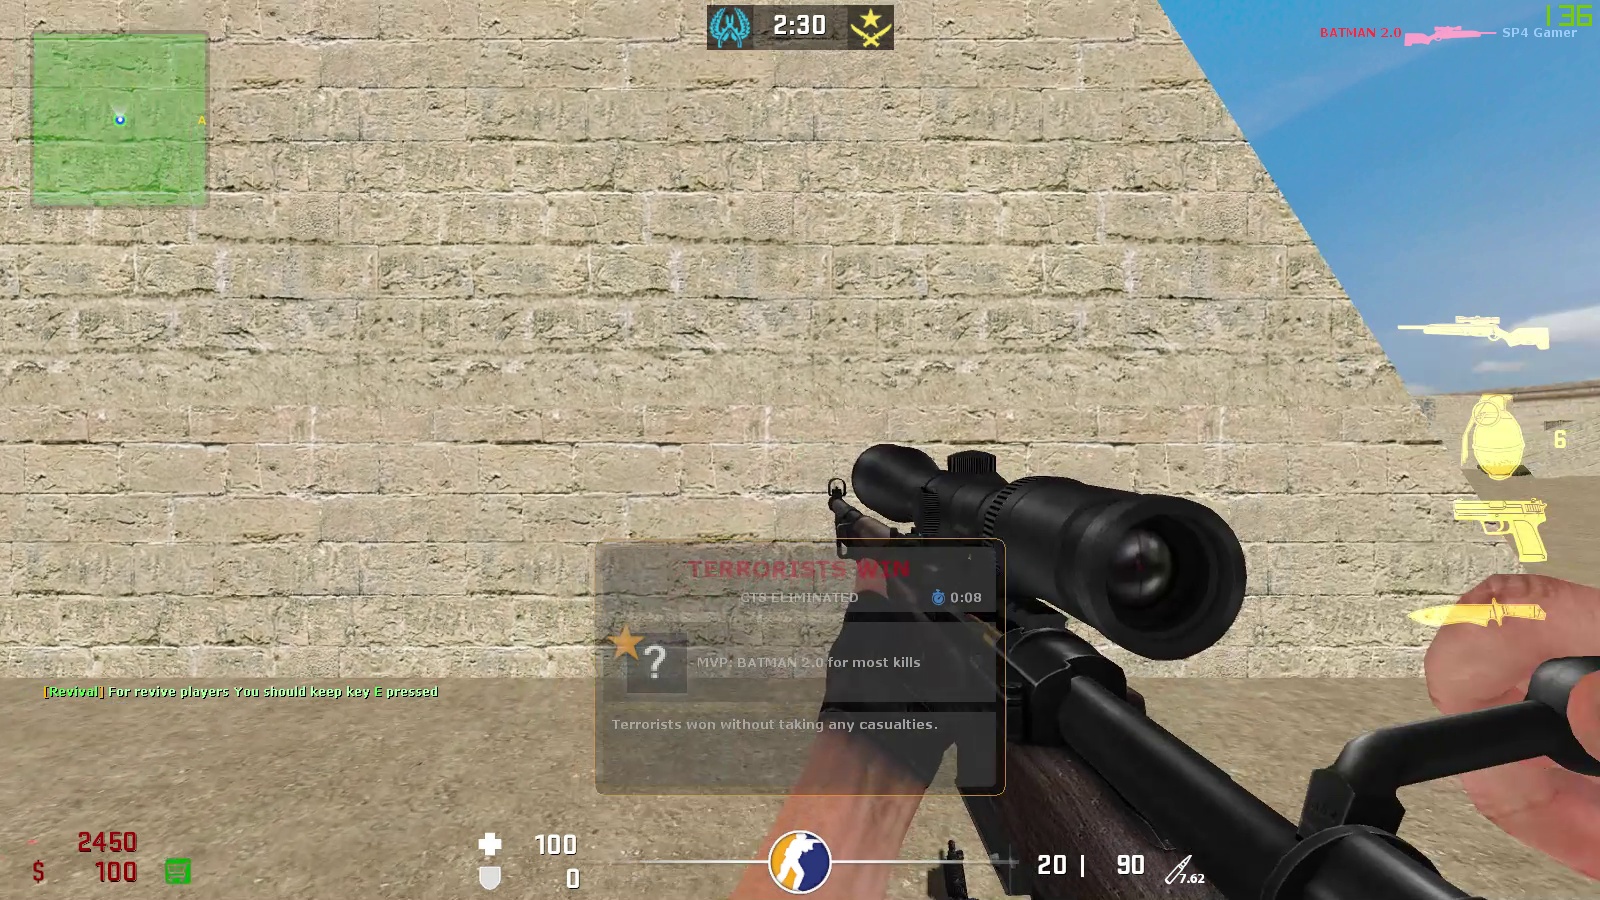 2:30
136
BATMAN 2.0 SP4 Gamer
A
6
TERRORISTS WIN
CTS ELIMINATED 0:08
? MVP: BATMAN 2.0 for most kills
[Revival] For revive players You should keep key E pressed
Terrorists won without taking any casualties.
2450
$ 100
100
0
20 | 90 7.62